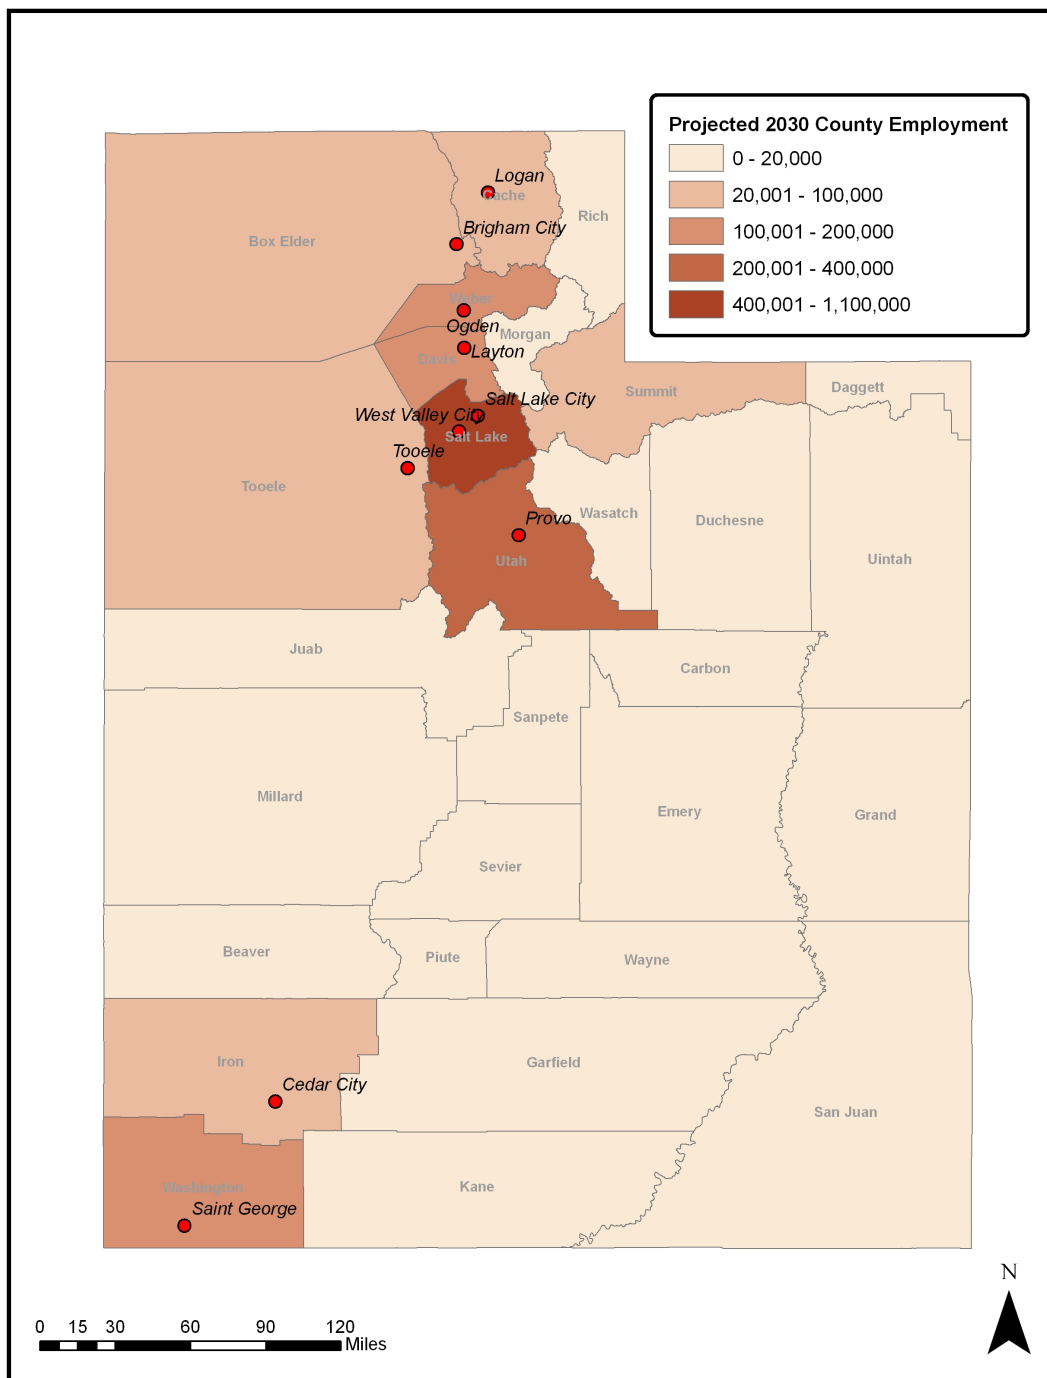 Projected 2030 County Employment
0 - 20,000
20,001 - 100,000
100,001 - 200,000
200,001 - 400,000
400,001 - 1,100,000
Logan
Cache
Rich
Brigham City
Box Elder
Weber
Ogden
Morgan
Layton
Davis
Summit
Daggett
Salt Lake City
West Valley City
Salt Lake
Tooele
Tooele
Wasatch
Provo
Duchesne
Uintah
Utah
Juab
Carbon
Sanpete
Millard
Emery
Grand
Sevier
Beaver
Piute
Wayne
Iron
Garfield
Cedar City
San Juan
Washington
Kane
Saint George
N
0 15 30 60 90 120
Miles